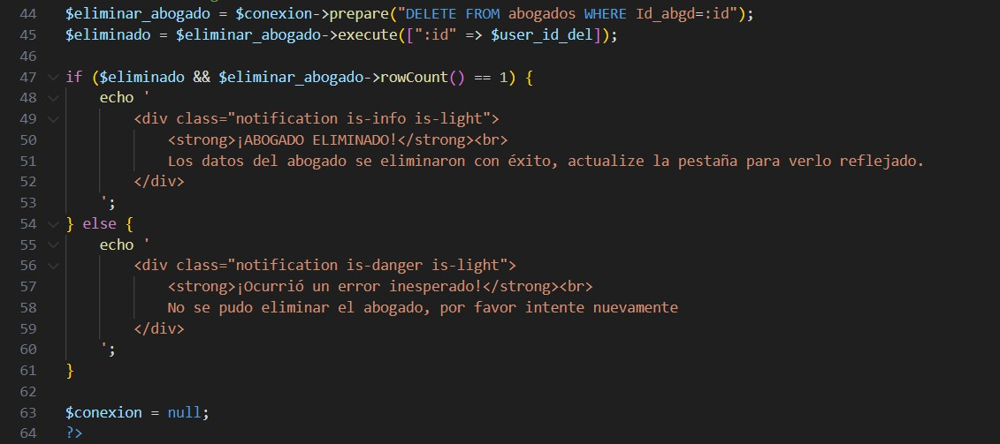 44 $eliminar_abogado = $conexion->prepare("DELETE FROM abogados WHERE Id_abgd=:id");
45 $eliminado = $eliminar_abogado->execute([":id" => $user_id_del]);
46
47 if ($eliminado && $eliminar_abogado->rowCount() == 1) {
48     echo '
49         <div class="notification is-info is-light">
50             <strong>¡ABOGADO ELIMINADO!</strong><br>
51             Los datos del abogado se eliminaron con éxito, actualize la pestaña para verlo reflejado.
52         </div>
53     ';
54 } else {
55     echo '
56         <div class="notification is-danger is-light">
57             <strong>¡Ocurrió un error inesperado!</strong><br>
58             No se pudo eliminar el abogado, por favor intente nuevamente
59         </div>
60     ';
61 }
62
63 $conexion = null;
64 ?>